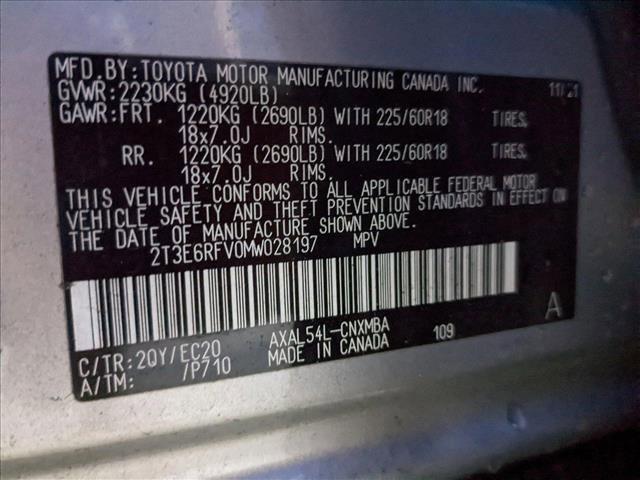 MFD. BY: TOYOTA MOTOR MANUFACTURING CANADA INC. 11/21
GVWR: 2230KG (4920LB)
GAWR: FRT. 1220KG (2690LB) WITH 225/60R18 TIRES,
18x7.0J RIMS.
RR. 1220KG (2690LB) WITH 225/60R18 TIRES,
18x7.0J RIMS.
THIS VEHICLE CONFORMS TO ALL APPLICABLE FEDERAL MOTOR
VEHICLE SAFETY AND THEFT PREVENTION STANDARDS IN EFFECT ON
THE DATE OF MANUFACTURE SHOWN ABOVE.
2T3E6RFV0MW028197 MPV
A
C/TR: 2QY/EC20 AXAL54L-CNXMBA 109
A/TM: /P710 MADE IN CANADA